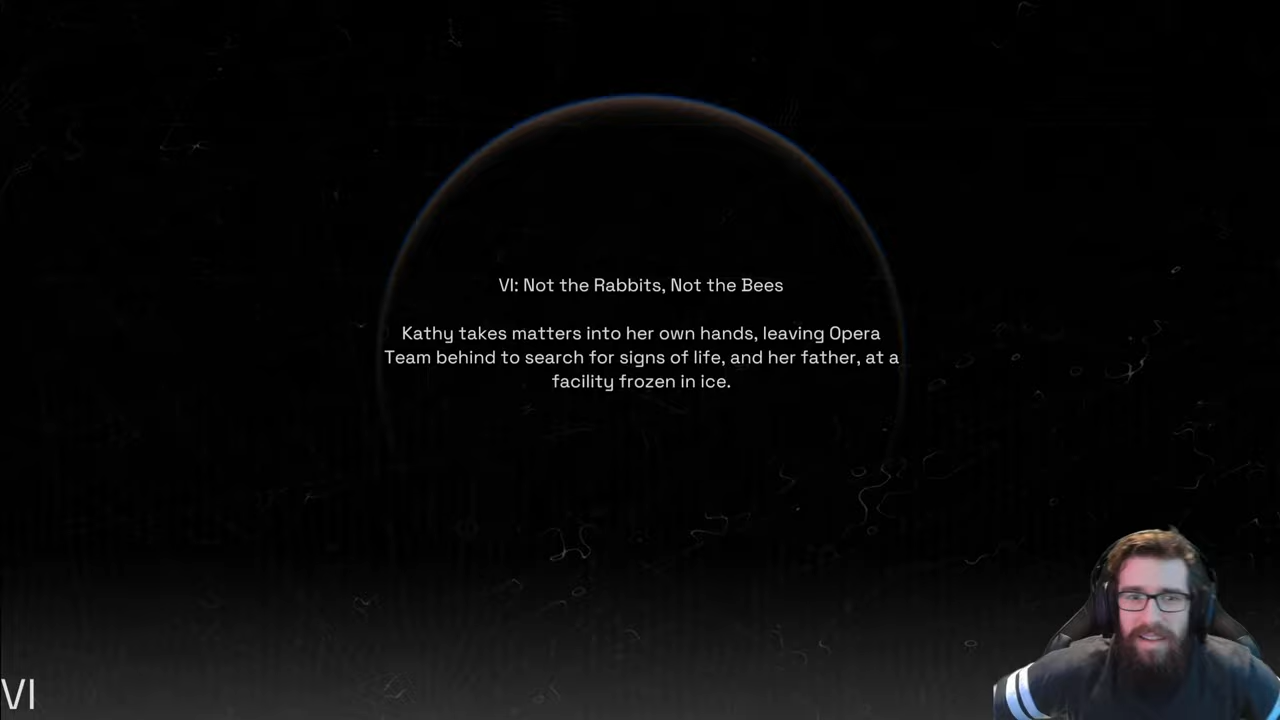 VI: Not the Rabbits, Not the Bees
Kathy takes matters into her own hands, leaving Opera
Team behind to search for signs of life, and her father, at a
facility frozen in ice.
VI